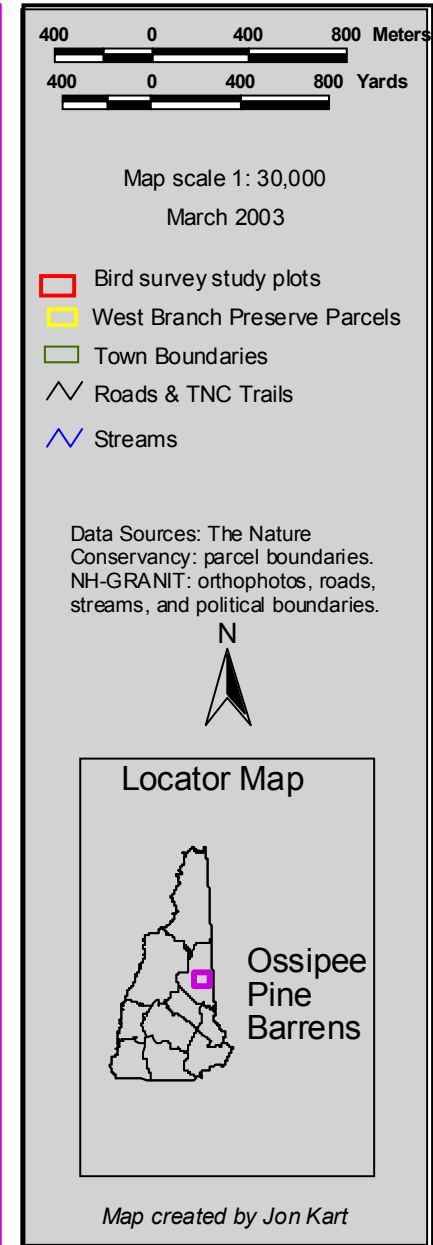 400 0 400 800 Meters
400 0 400 800 Yards
Map scale 1: 30,000
March 2003
Bird survey study plots
West Branch Preserve Parcels
Town Boundaries
Roads & TNC Trails
Streams
Data Sources: The Nature
Conservancy: parcel boundaries.
NH-GRANIT: orthophotos, roads,
streams, and political boundaries.
N
Locator Map
Ossipee
Pine
Barrens
Map created by Jon Kart